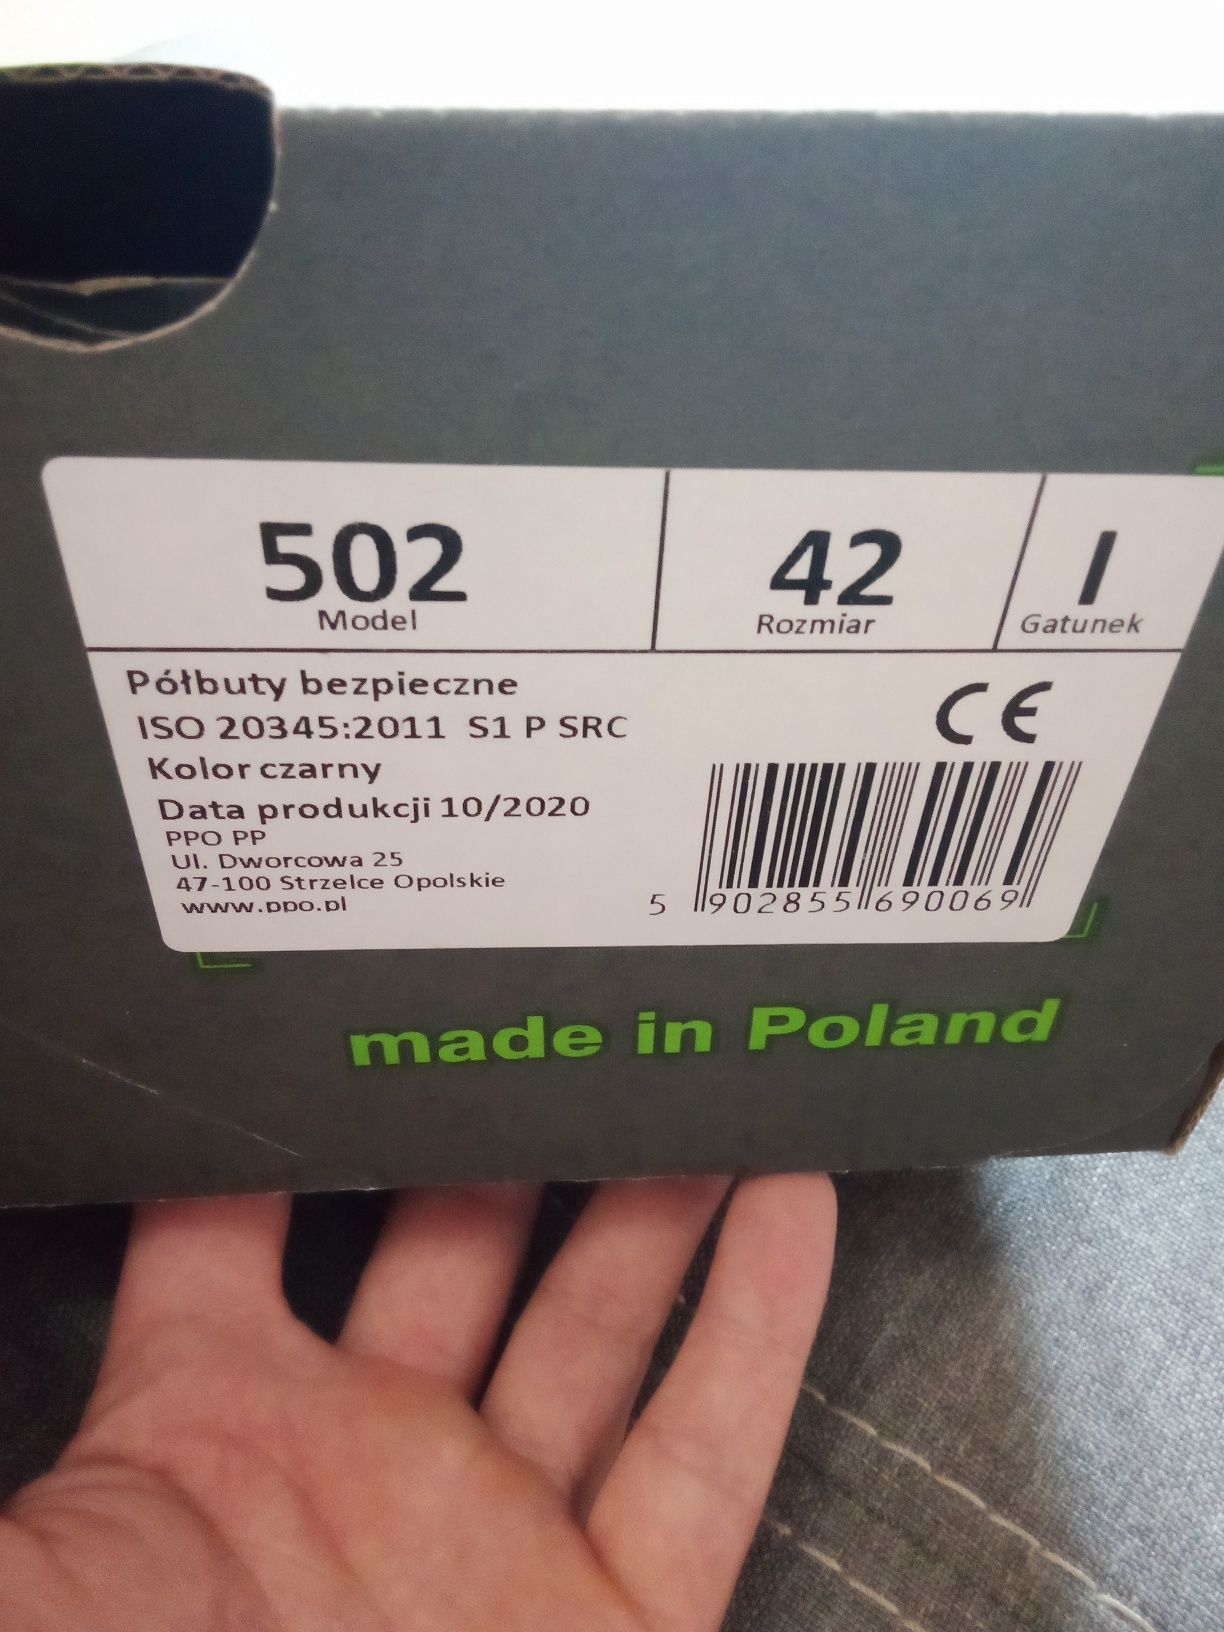 502
Model
42
Rozmiar
I
Gatunek
Półbuty bezpieczne
ISO 20345:2011 S1 P SRC
Kolor czarny
Data produkcji 10/2020
PPO PP
Ul. Dworcowa 25
47-100 Strzelce Opolskie
www.ppo.pl
CE
5 902855 690069
made in Poland